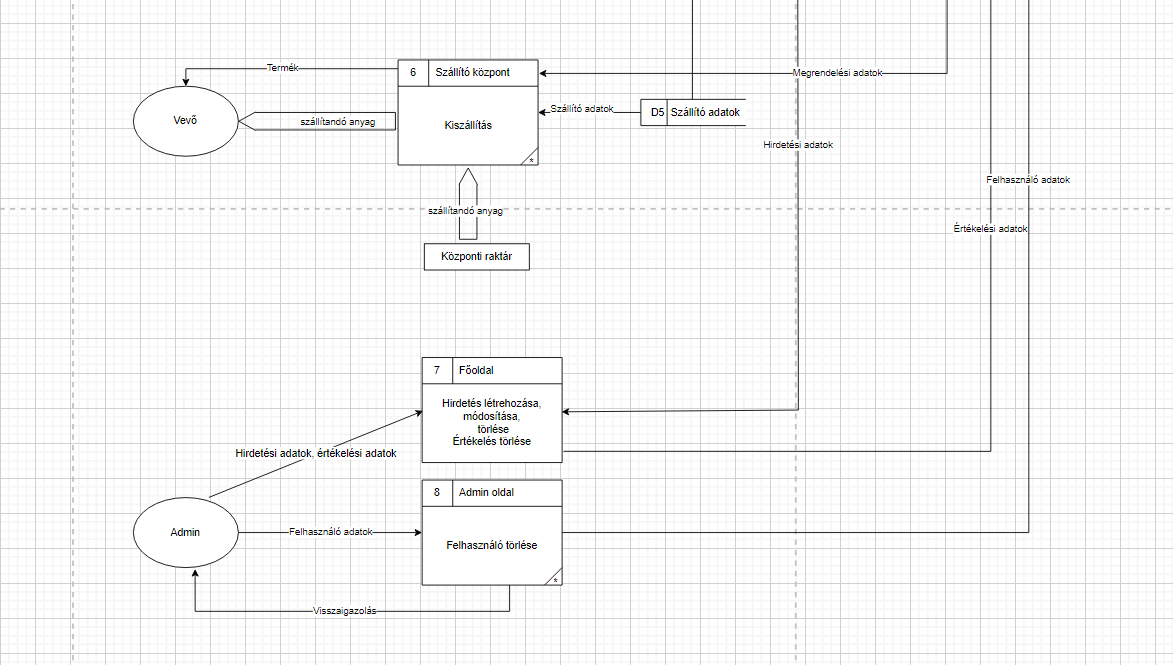 Termék
6
Szállító központ
Megrendelési adatok
Vevő
szállítandó anyag
Kiszállítás
*
Szállító adatok
D5
Szállító adatok
Hirdetési adatok
Felhasználó adatok
szállítandó anyag
Értékelési adatok
Központi raktár
7
Főoldal
Hirdetés létrehozása,
módosítása,
törlése
Értékelés törlése
Hirdetési adatok, értékelési adatok
8
Admin oldal
Admin
Felhasználó adatok
Felhasználó törlése
*
Visszaigazolás